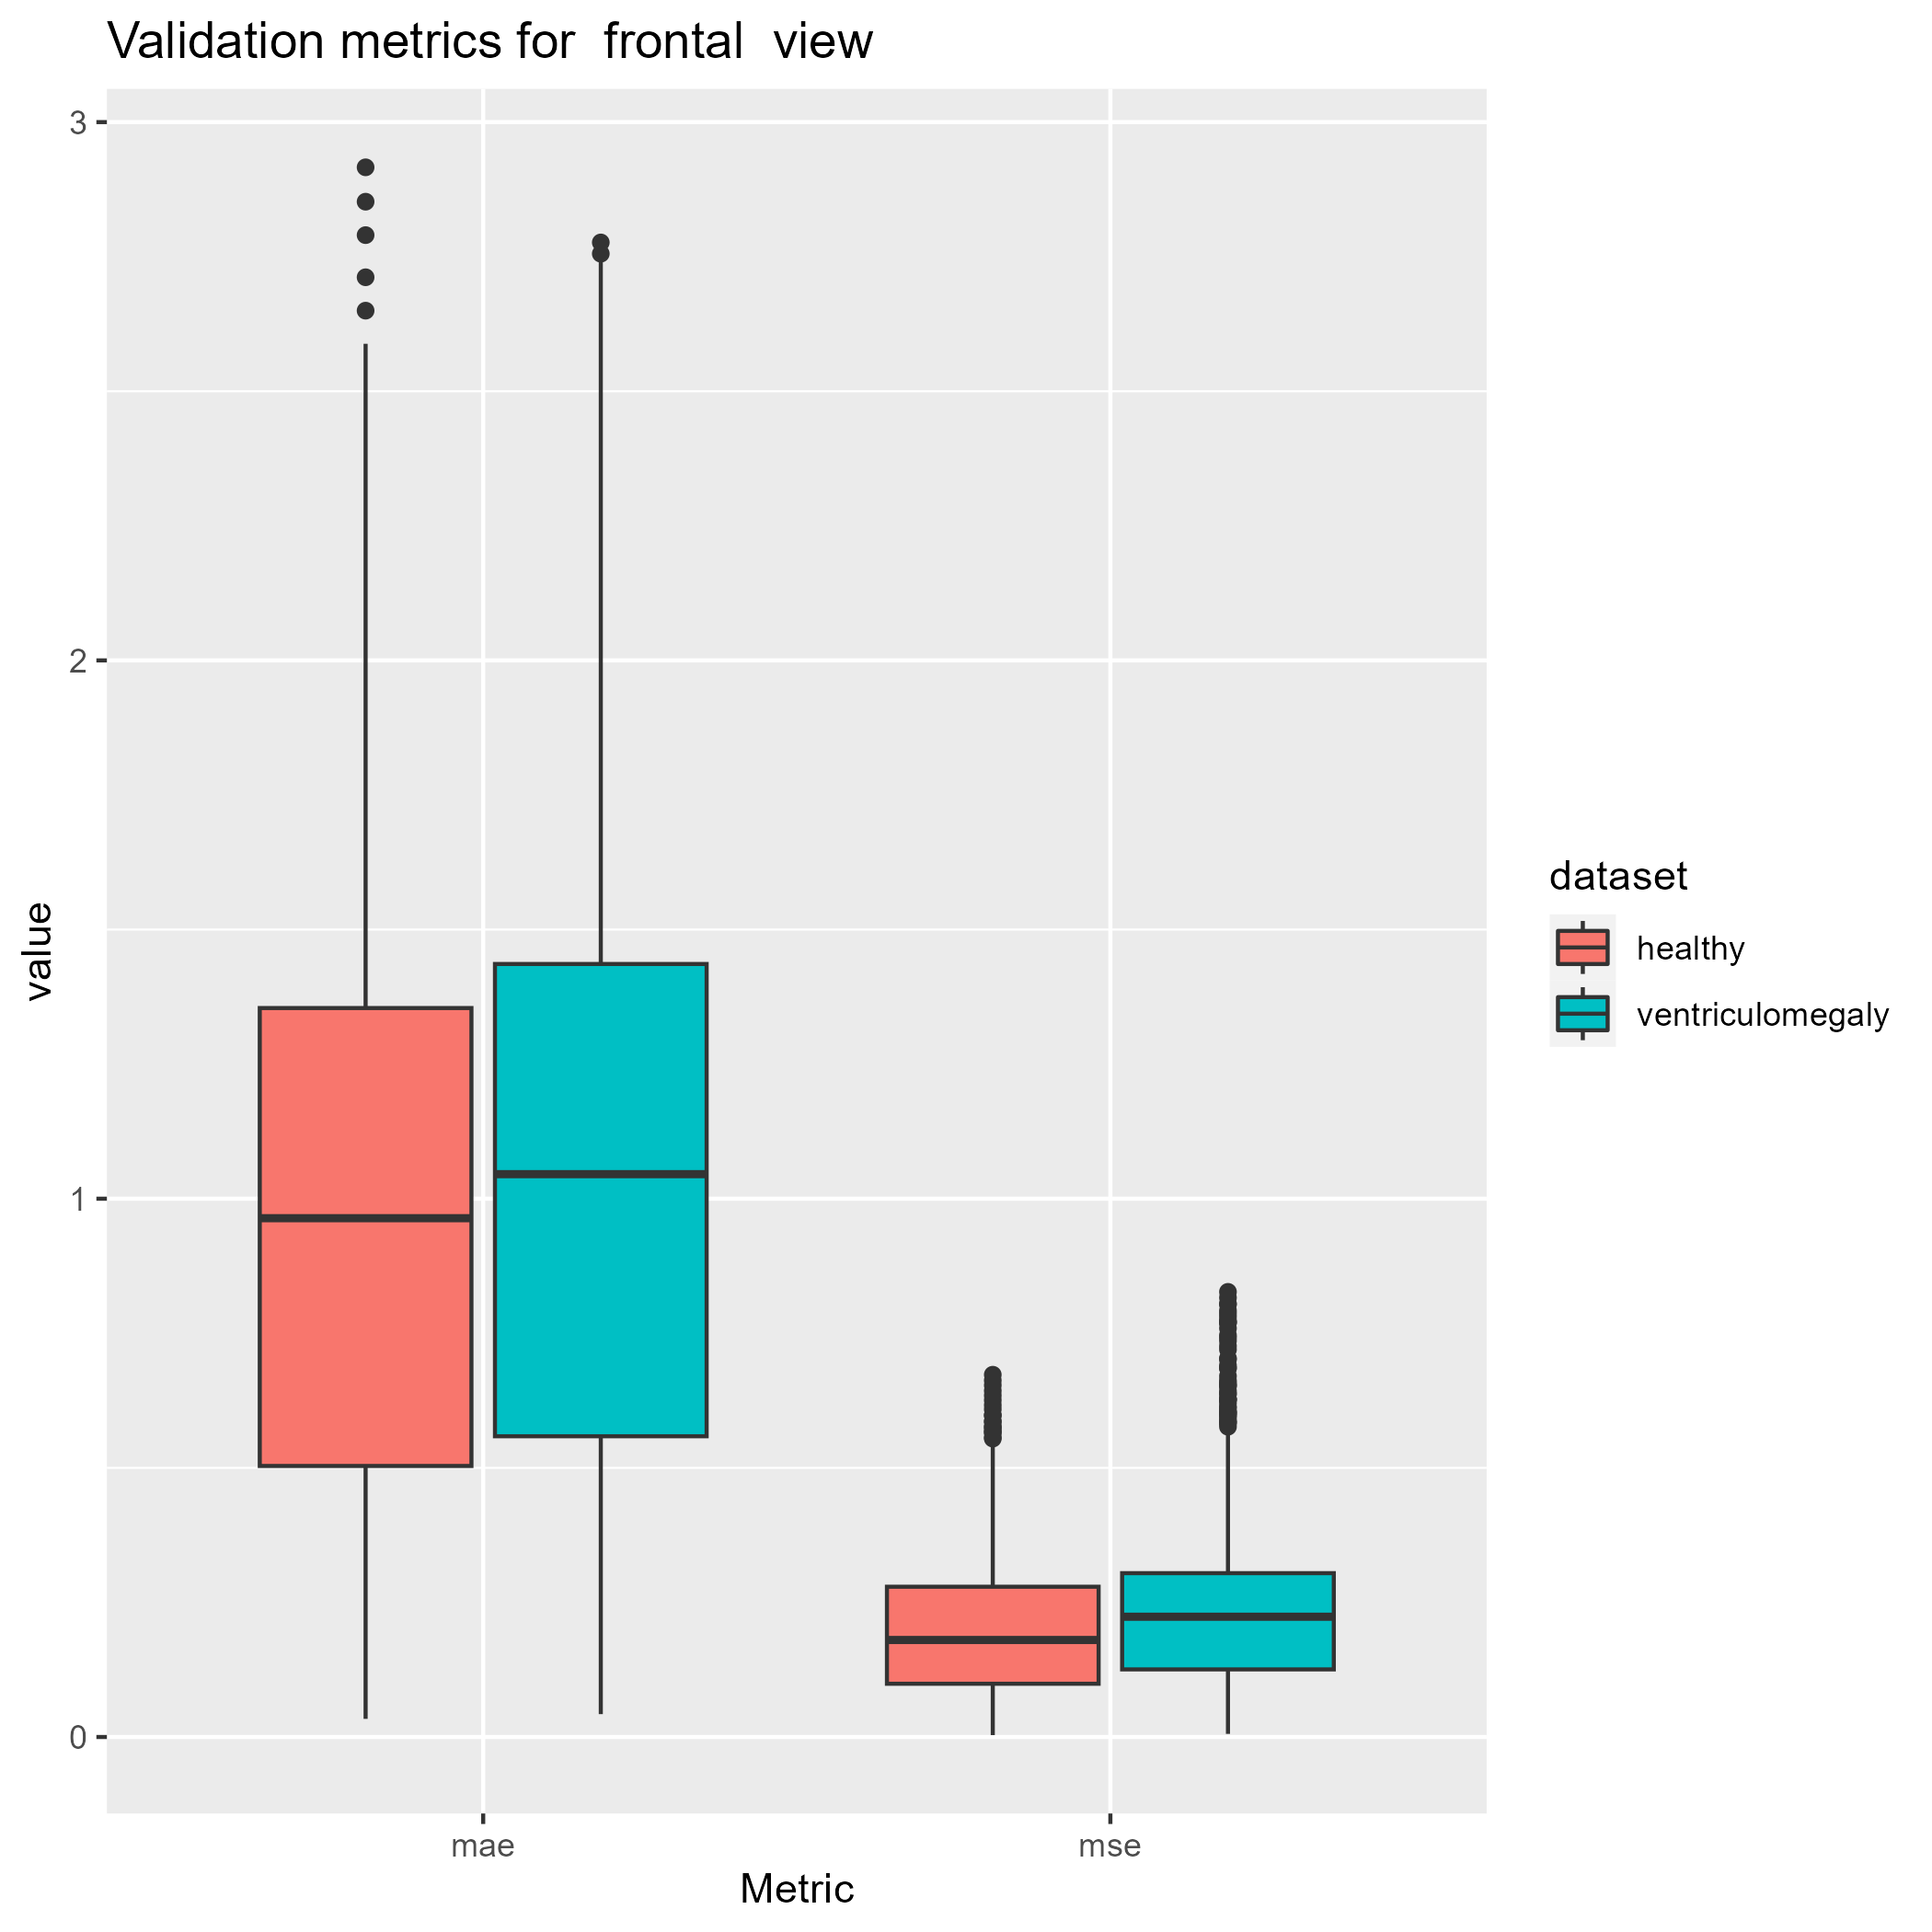 Validation metrics for  frontal  view
3
2
1
0
value
mae
mse
Metric
dataset
healthy
ventriculomegaly